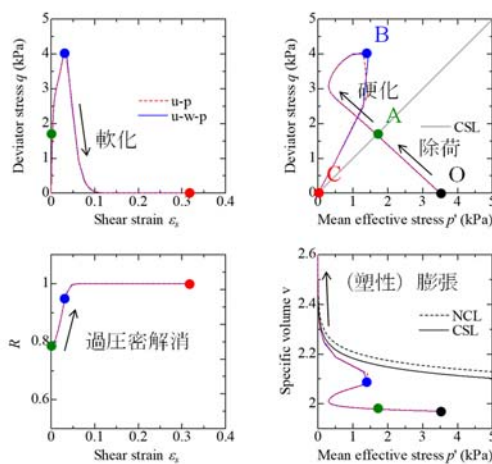 Deviator stress q (kPa)
5
4
3
2
1
0
0 0.1 0.2 0.3 0.4
Shear strain εs
u-p
u-w-p
軟化
Deviator stress q (kPa)
5
4
3
2
1
0
0 1 2 3 4 5
Mean effective stress p' (kPa)
B
硬化
A
CSL
除荷
C
O
R
1
0.8
0.6
0 0.1 0.2 0.3 0.4
Shear strain εs
過圧密解消
Specific volume v
2.6
2.4
2.2
2
0 1 2 3 4 5
Mean effective stress p' (kPa)
(塑性) 膨張
NCL
CSL